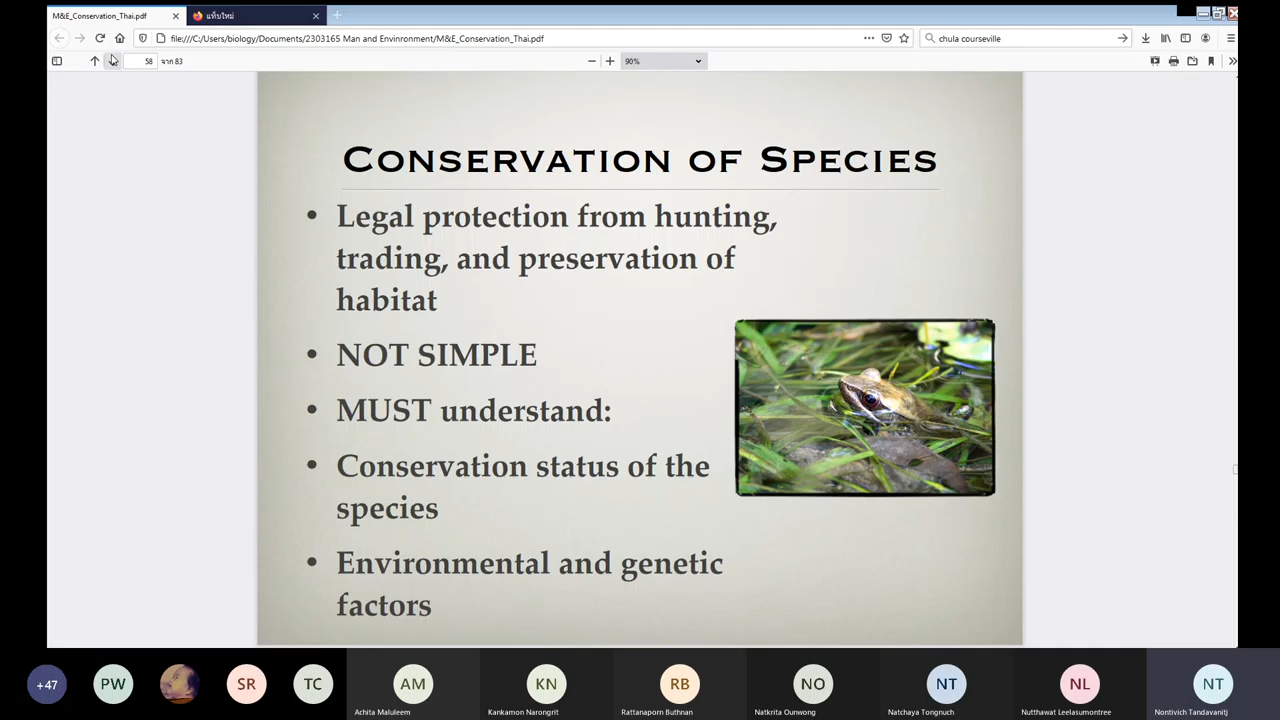 M&E_Conservation_Thai.pdf
แท็บใหม่
file:///C:/Users/biology/Documents/2303165 Man and Envinronment/M&E_Conservation_Thai.pdf
chula courseville
58 จาก 83
90%
Conservation of Species
• Legal protection from hunting,
trading, and preservation of
habitat
• NOT SIMPLE
• MUST understand:
• Conservation status of the
species
• Environmental and genetic
factors
+47
PW
SR
TC
AM
KN
RB
NO
NT
NL
NT
Achita Maluleem
Kankamon Narongrit
Rattanaporn Buthnan
Natkrita Ounwong
Natchaya Tongnuch
Nutthawat Leelasumontree
Nontivich Tandavanitj